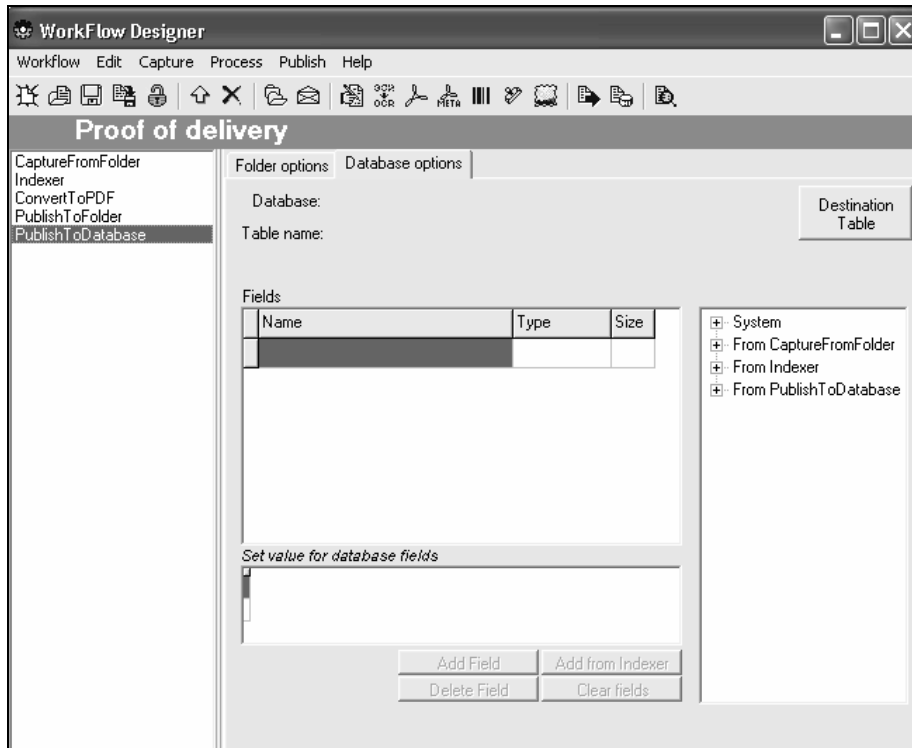 WorkFlow Designer
Workflow Edit Capture Process Publish Help
OCR
META
Proof of delivery
CaptureFromFolder
Indexer
ConvertToPDF
PublishToFolder
PublishToDatabase
Folder options Database options
Database:
Destination
Table
Table name:
Fields
Name Type Size
System
From CaptureFromFolder
From Indexer
From PublishToDatabase
Set value for database fields
Add Field Add from Indexer
Delete Field Clear fields